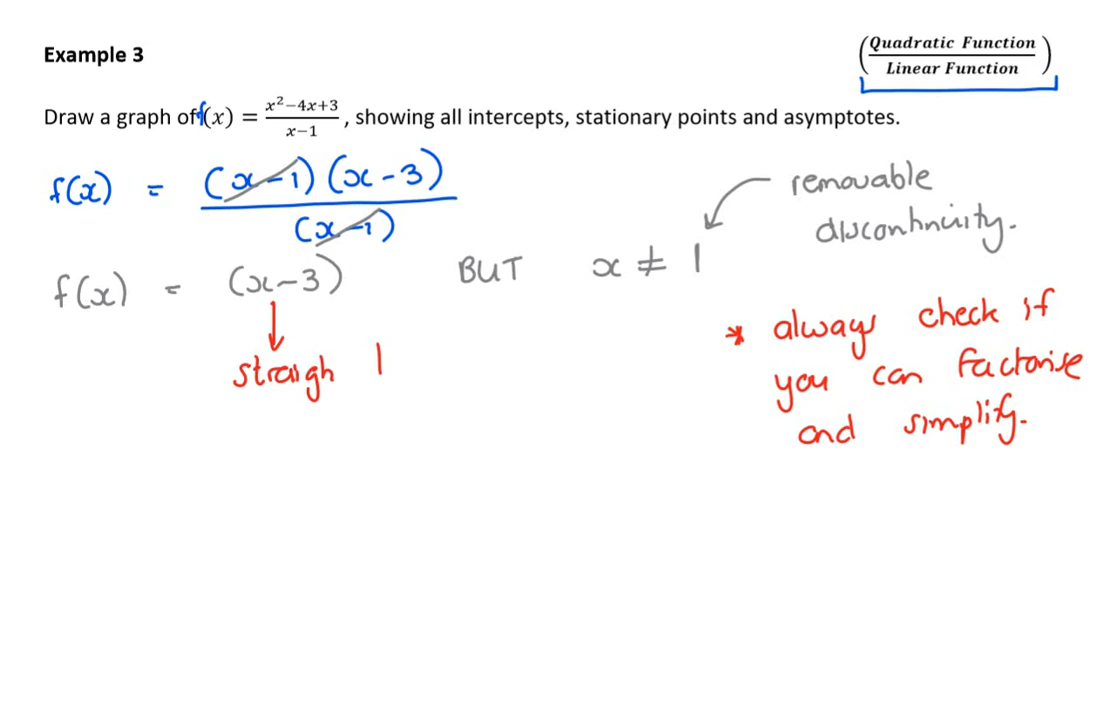 Example 3
(Quadratic Function / Linear Function)
Draw a graph of f(x) = (x²−4x+3)/(x−1), showing all intercepts, stationary points and asymptotes.
f(x) = (x-1)(x-3)/(x-1)
removable
discontinuity.
f(x) = (x-3) BUT x ≠ 1
* always check if
you can factorise
and simplify.
↓
straigh l